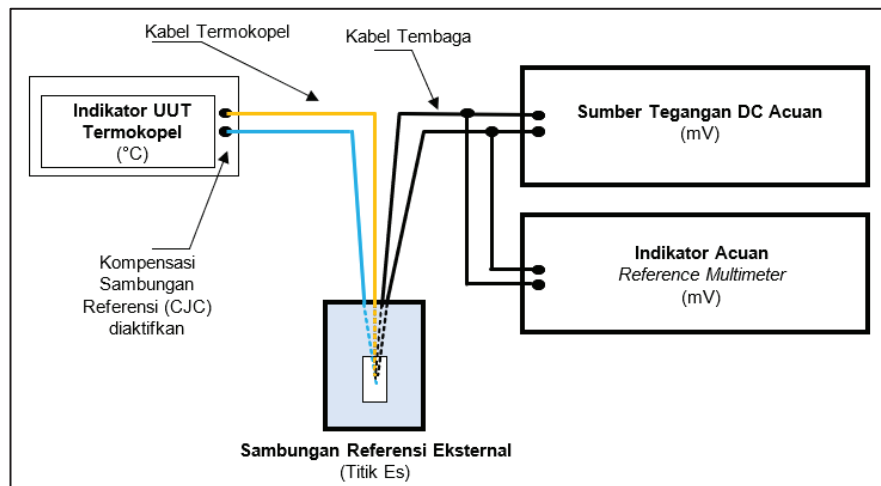 Kabel Termokopel
Kabel Tembaga
Indikator UUT
Termokopel
(°C)
Sumber Tegangan DC Acuan
(mV)
Kompensasi
Sambungan
Referensi (CJC)
diaktifkan
Indikator Acuan
Reference Multimeter
(mV)
Sambungan Referensi Eksternal
(Titik Es)